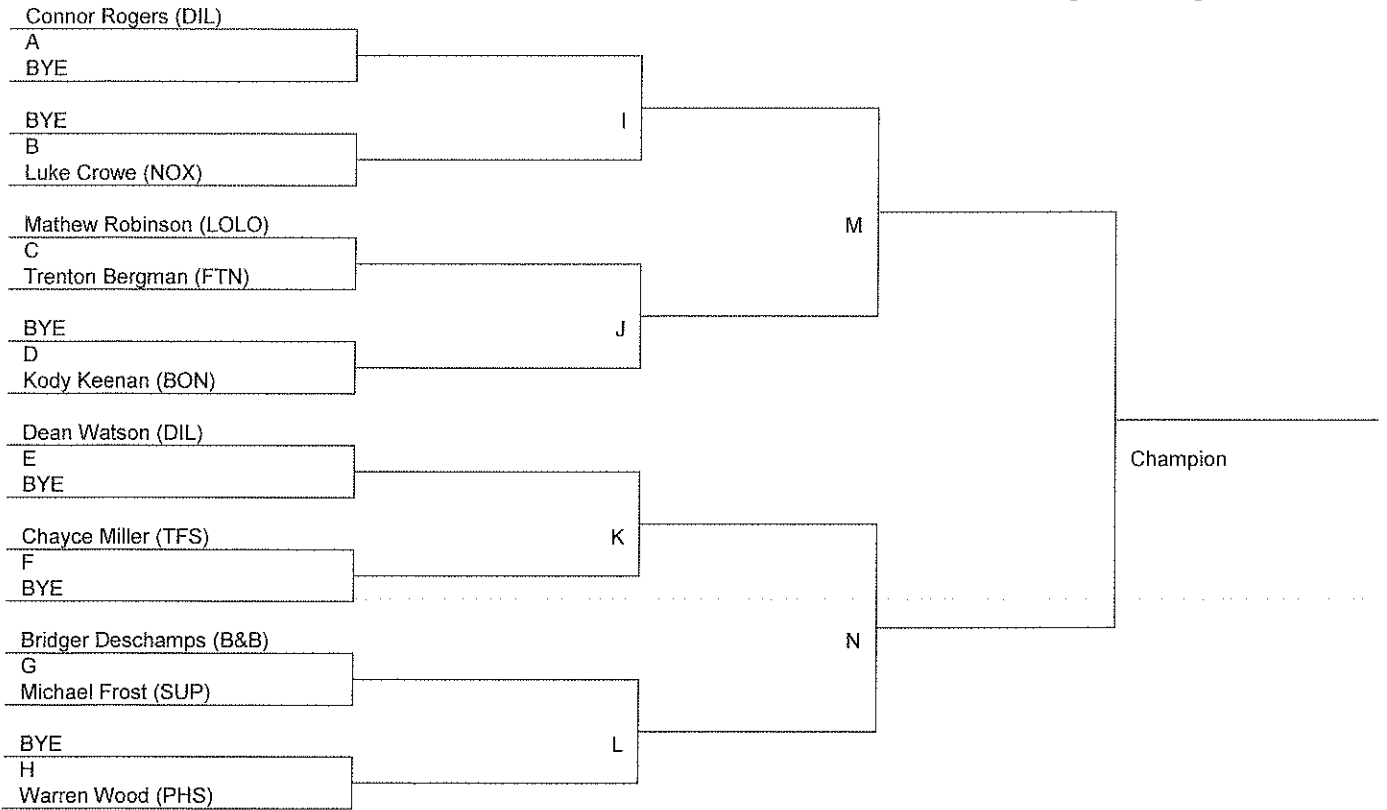 Connor Rogers (DIL)
A
BYE
BYE
B
Luke Crowe (NOX)
I
Mathew Robinson (LOLO)
C
Trenton Bergman (FTN)
M
BYE
D
Kody Keenan (BON)
J
Dean Watson (DIL)
E
BYE
Champion
Chayce Miller (TFS)
F
BYE
K
Bridger Deschamps (B&B)
G
Michael Frost (SUP)
N
BYE
H
Warren Wood (PHS)
L